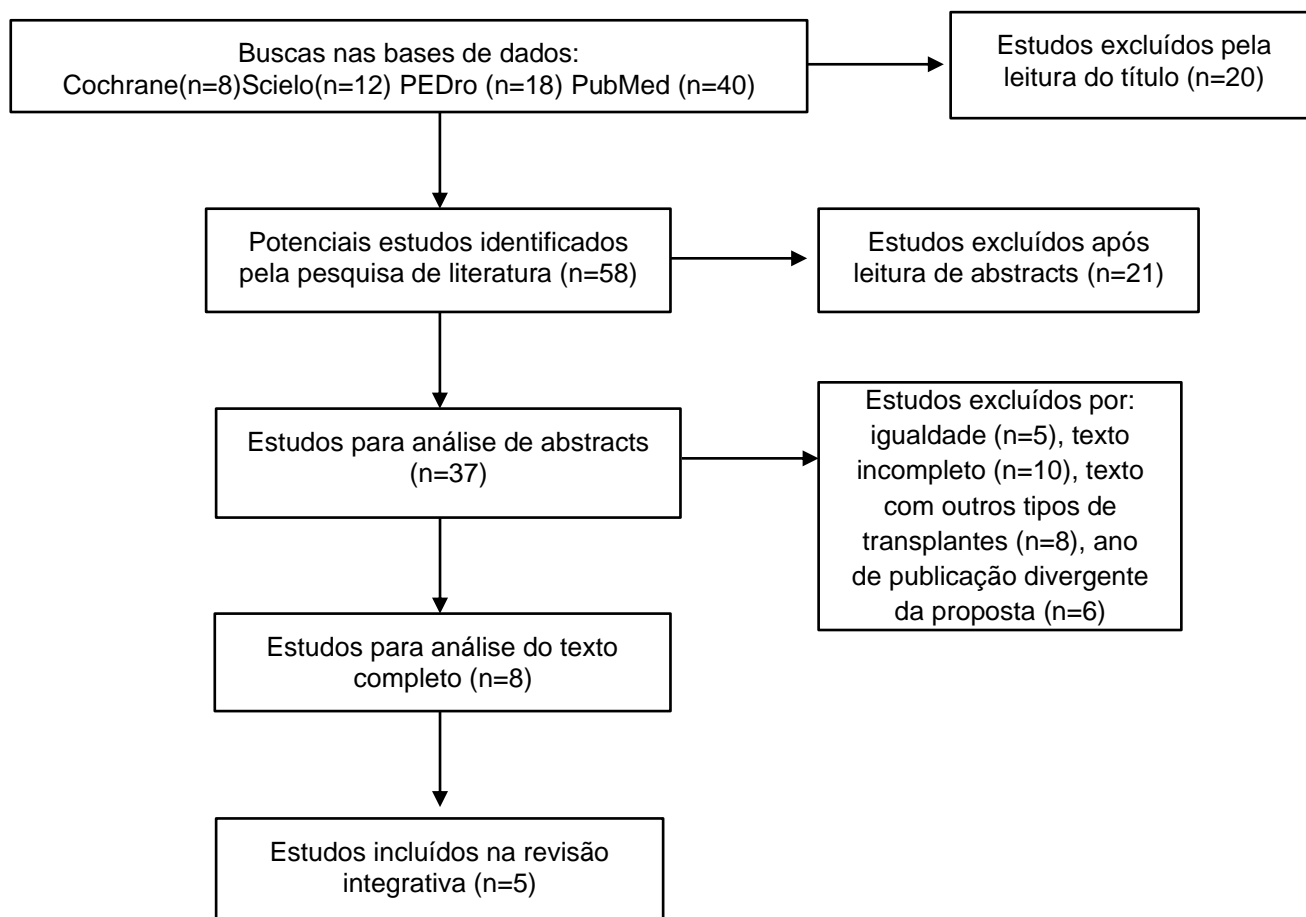 Buscas nas bases de dados:
Cochrane(n=8)Scielo(n=12) PEDro (n=18) PubMed (n=40)
Estudos excluídos pela
leitura do título (n=20)
Potenciais estudos identificados
pela pesquisa de literatura (n=58)
Estudos excluídos após
leitura de abstracts (n=21)
Estudos para análise de abstracts
(n=37)
Estudos excluídos por:
igualdade (n=5), texto
incompleto (n=10), texto
com outros tipos de
transplantes (n=8), ano
de publicação divergente
da proposta (n=6)
Estudos para análise do texto
completo (n=8)
Estudos incluídos na revisão
integrativa (n=5)